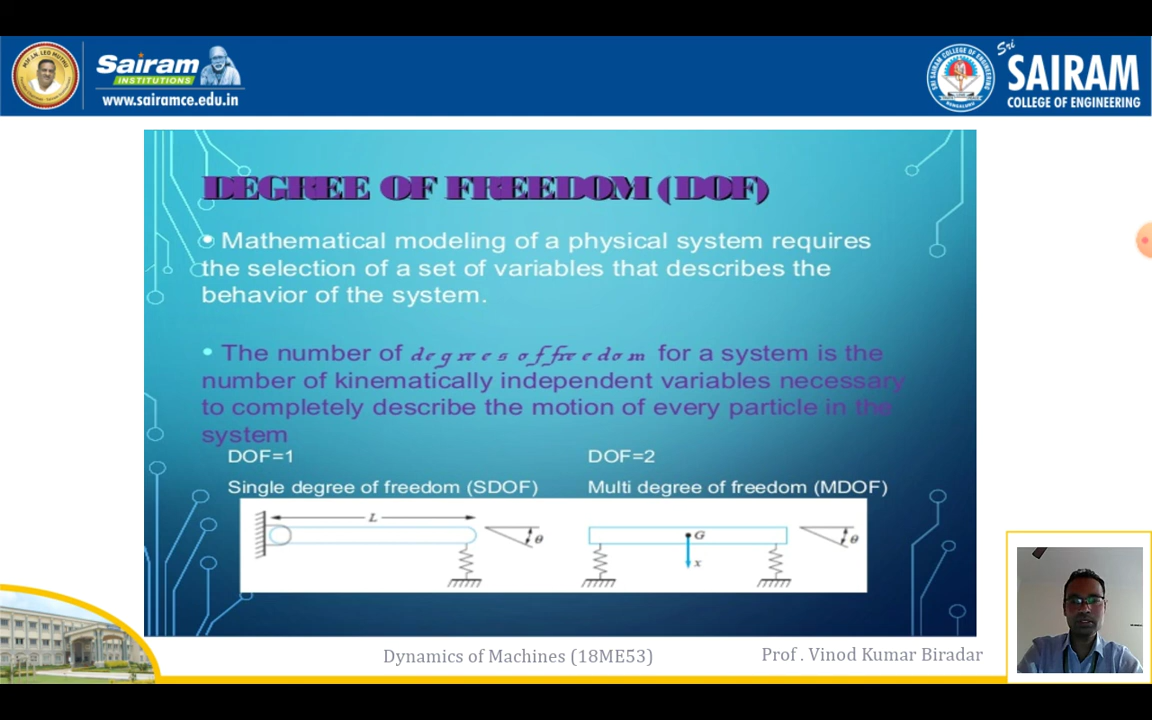 Sairam
INSTITUTIONS
www.sairamce.edu.in
Sri
SAIRAM
COLLEGE OF ENGINEERING
DEGREE OF FREEDOM (DOF)
• Mathematical modeling of a physical system requires
the selection of a set of variables that describes the
behavior of the system.
• The number of degrees of freedom for a system is the
number of kinematically independent variables necessary
to completely describe the motion of every particle in the
system
DOF=1
Single degree of freedom (SDOF)
DOF=2
Multi degree of freedom (MDOF)
L
θ
G
x
θ
Dynamics of Machines (18ME53)
Prof . Vinod Kumar Biradar